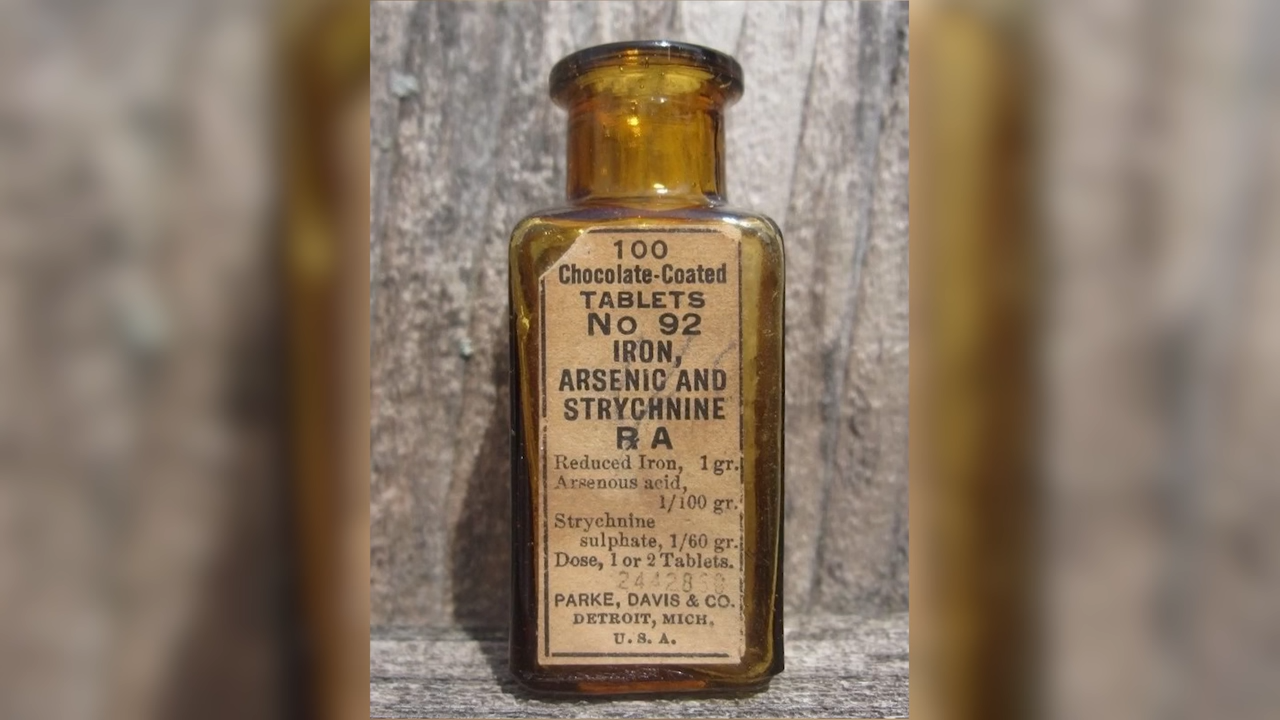 100
Chocolate-Coated
TABLETS
No 92
IRON,
ARSENIC AND
STRYCHNINE
R A
Reduced Iron, 1 gr.
Arsenous acid,
1/100 gr.
Strychnine
sulphate, 1/60 gr.
Dose, 1 or 2 Tablets.
PARKE, DAVIS & CO.
DETROIT, MICH.
U. S. A.